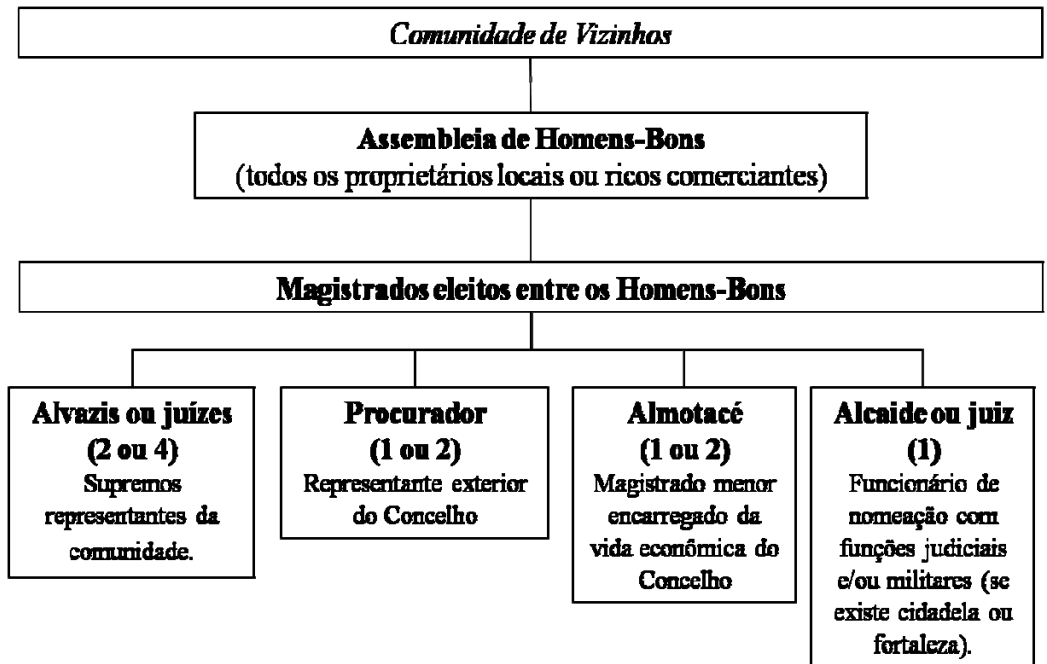 Comunidade de Vizinhos
Assembleia de Homens-Bons
(todos os proprietários locais ou ricos comerciantes)
Magistrados eleitos entre os Homens-Bons
Alvazis ou juízes
(2 ou 4)
Supremos
representantes da
comunidade.
Procurador
(1 ou 2)
Representante exterior
do Concelho
Almotacé
(1 ou 2)
Magistrado menor
encarregado da
vida econômica do
Concelho
Alcaide ou juiz
(1)
Funcionário de
nomeação com
funções judiciais
e/ou militares (se
existe cidadela ou
fortaleza).